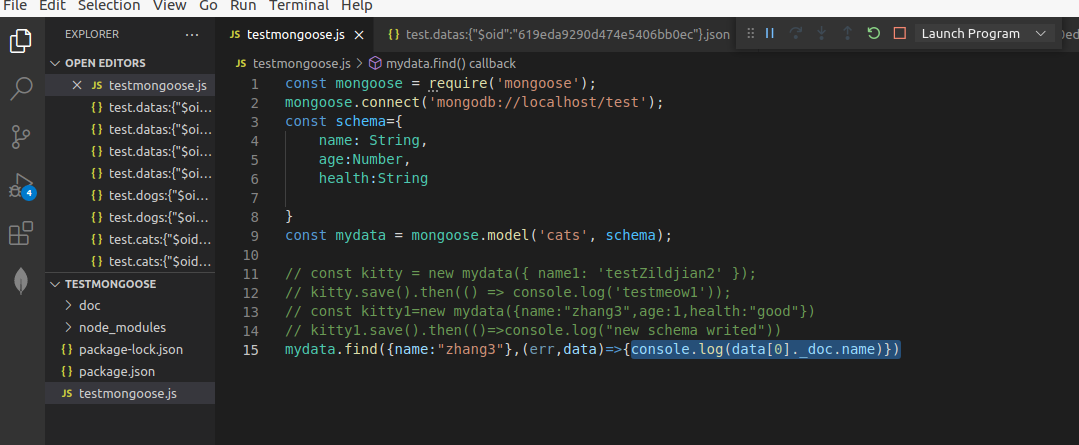 File Edit Selection View Go Run Terminal Help
EXPLORER ...
OPEN EDITORS
JS testmongoose.js
{} test.datas:{"$oi...
{} test.datas:{"$oi...
{} test.datas:{"$oi...
{} test.datas:{"$oi...
{} test.dogs:{"$oi...
{} test.dogs:{"$oi...
{} test.cats:{"$oid...
{} test.cats:{"$oid...
TESTMONGOOSE
doc
node_modules
{} package-lock.json
{} package.json
JS testmongoose.js
4
JS testmongoose.js
{} test.datas:{"$oid":"619eda9290d474e5406bb0ec"}.json
Launch Program
JS testmongoose.js > mydata.find() callback
1 const mongoose = require('mongoose');
2 mongoose.connect('mongodb://localhost/test');
3 const schema={
4 name: String,
5 age:Number,
6 health:String
7
8 }
9 const mydata = mongoose.model('cats', schema);
10
11 // const kitty = new mydata({ name1: 'testZildjian2' });
12 // kitty.save().then(() => console.log('testmeow1'));
13 // const kitty1=new mydata({name:"zhang3",age:1,health:"good"})
14 // kitty1.save().then(()=>console.log("new schema writed"))
15 mydata.find({name:"zhang3"},(err,data)=>{console.log(data[0]._doc.name)})